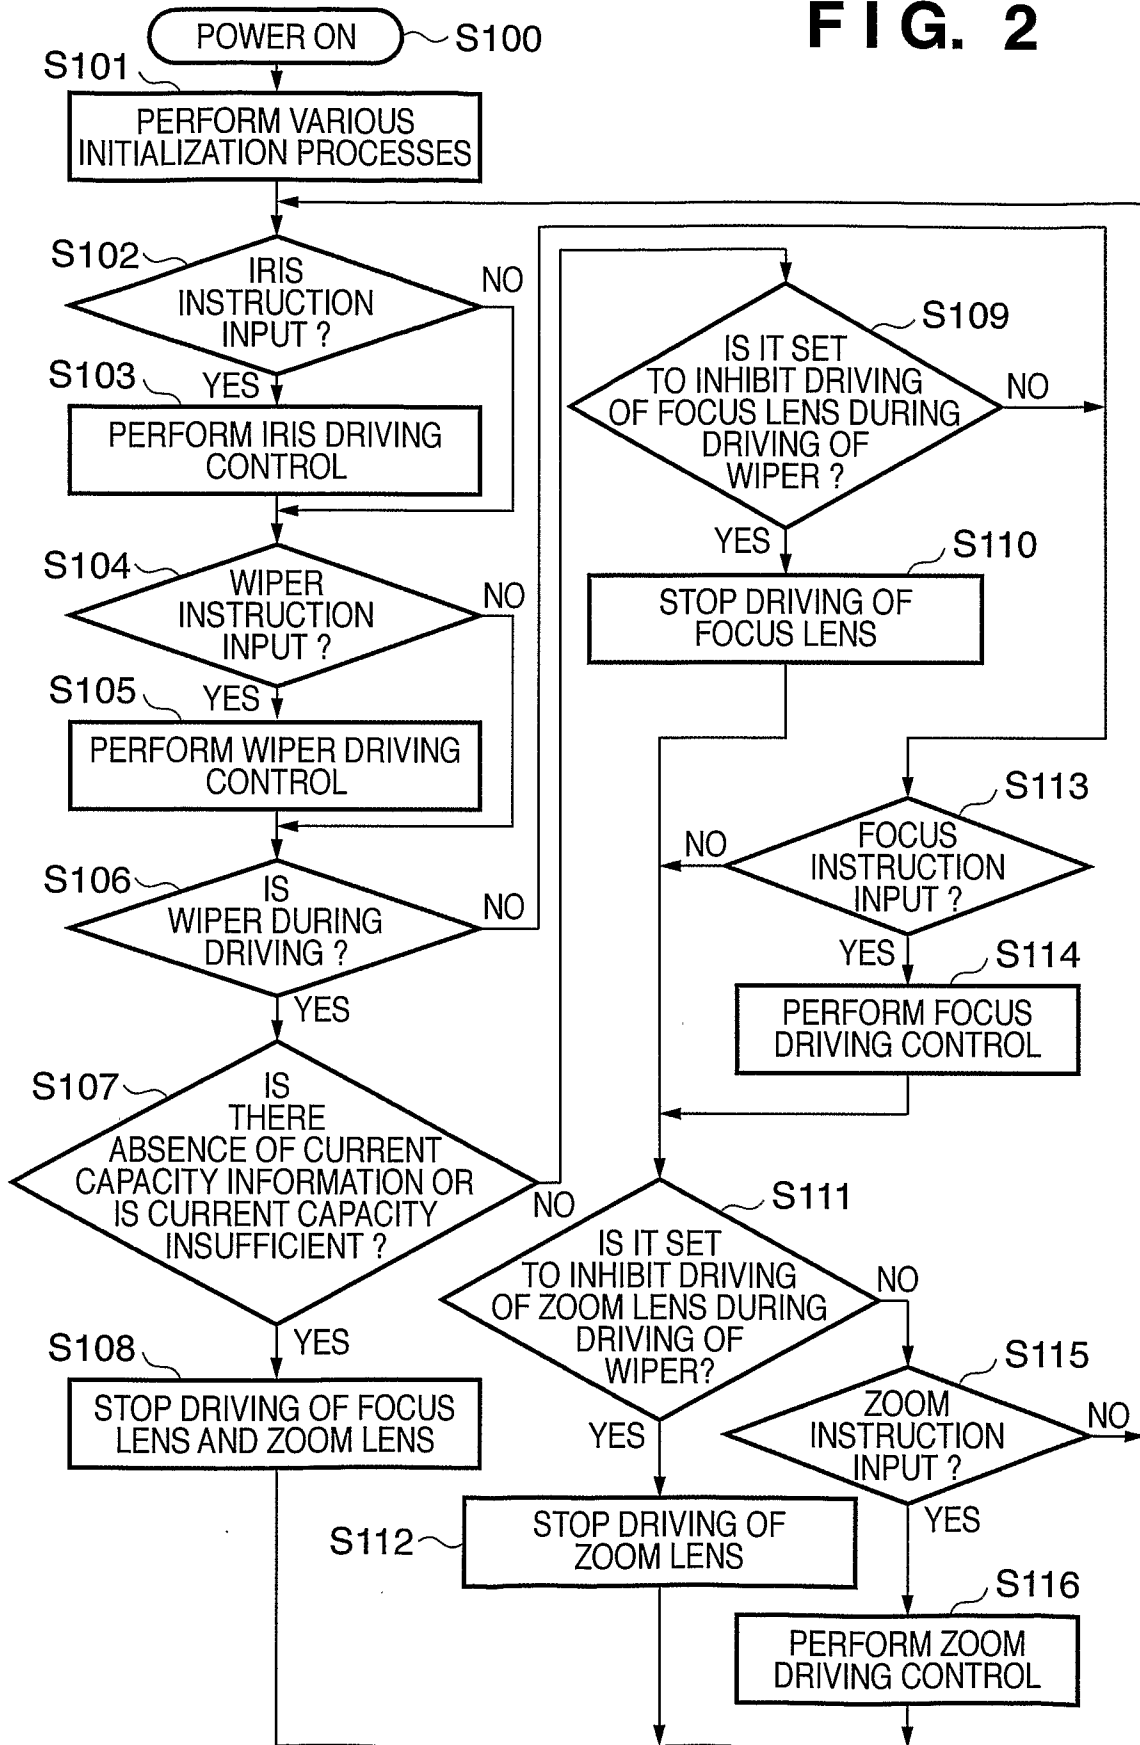 FIG. 2
POWER ON
S100
S101
PERFORM VARIOUS
INITIALIZATION PROCESSES
S102
IRIS
INSTRUCTION
INPUT ?
NO
YES
S103
PERFORM IRIS DRIVING
CONTROL
S104
WIPER
INSTRUCTION
INPUT ?
NO
YES
S105
PERFORM WIPER DRIVING
CONTROL
S106
IS
WIPER DURING
DRIVING ?
NO
YES
S107
IS
THERE
ABSENCE OF CURRENT
CAPACITY INFORMATION OR
IS CURRENT CAPACITY
INSUFFICIENT ?
NO
YES
S108
STOP DRIVING OF FOCUS
LENS AND ZOOM LENS
S109
IS IT SET
TO INHIBIT DRIVING
OF FOCUS LENS DURING
DRIVING OF
WIPER ?
NO
YES
S110
STOP DRIVING OF
FOCUS LENS
S113
FOCUS
INSTRUCTION
INPUT ?
NO
YES
S114
PERFORM FOCUS
DRIVING CONTROL
S111
IS IT SET
TO INHIBIT DRIVING
OF ZOOM LENS DURING
DRIVING OF
WIPER?
NO
YES
S112
STOP DRIVING OF
ZOOM LENS
S115
ZOOM
INSTRUCTION
INPUT ?
NO
YES
S116
PERFORM ZOOM
DRIVING CONTROL